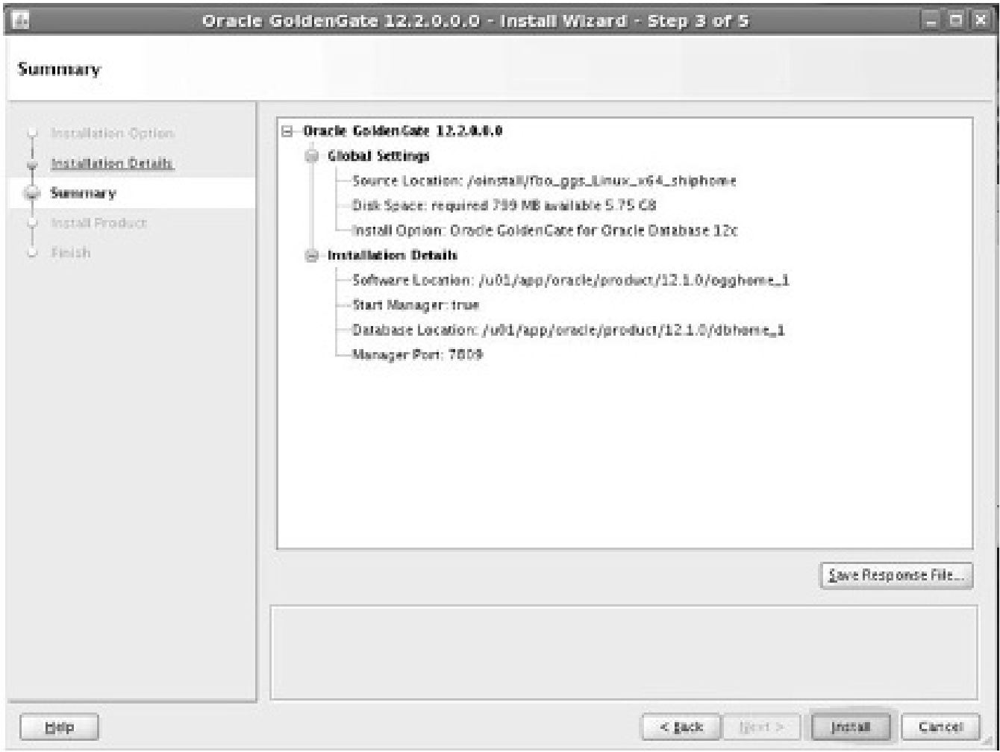 Oracle GoldenGate 12.2.0.0.0 - Install Wizard - Step 3 of 5
Summary
Installation Option
Installation Details
Summary
Install Product
Finish
Oracle GoldenGate 12.2.0.0.0
Global Settings
Source Location: /oinstall/fbo_ggs_Linux_x64_shiphome
Disk Space: required 799 MB available 5.75 GB
Install Option: Oracle GoldenGate for Oracle Database 12c
Installation Details
Software Location: /u01/app/oracle/product/12.1.0/ogghome_1
Start Manager: true
Database Location: /u01/app/oracle/product/12.1.0/dbhome_1
Manager Port: 7809
Save Response File...
Help
< Back
Next >
Install
Cancel